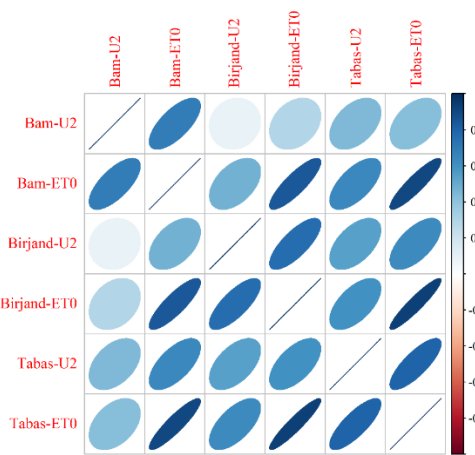 Bam-U2
Bam-ET0
Birjand-U2
Birjand-ET0
Tabas-U2
Tabas-ET0
Bam-U2
Bam-ET0
Birjand-U2
Birjand-ET0
Tabas-U2
Tabas-ET0